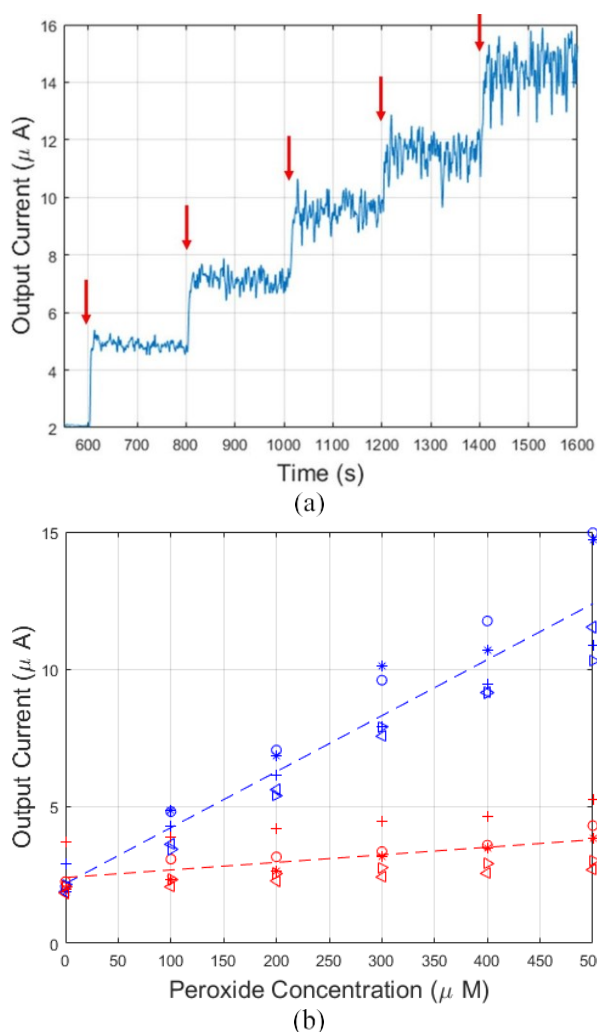 16
14
12
10
8
6
4
2
Output Current (μ A)
600 700 800 900 1000 1100 1200 1300 1400 1500 1600
Time (s)
(a)
15
10
5
0
Output Current (μ A)
0 50 100 150 200 250 300 350 400 450 50
Peroxide Concentration (μ M)
(b)